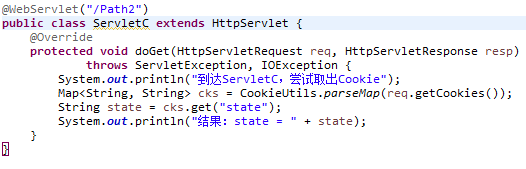 @WebServlet("/Path2")
public class ServletC extends HttpServlet {
    @Override
    protected void doGet(HttpServletRequest req, HttpServletResponse resp)
            throws ServletException, IOException {
        System.out.println("到达ServletC，尝试取出Cookie");
        Map<String, String> cks = CookieUtils.parseMap(req.getCookies());
        String state = cks.get("state");
        System.out.println("结果：state = " + state);
    }
}